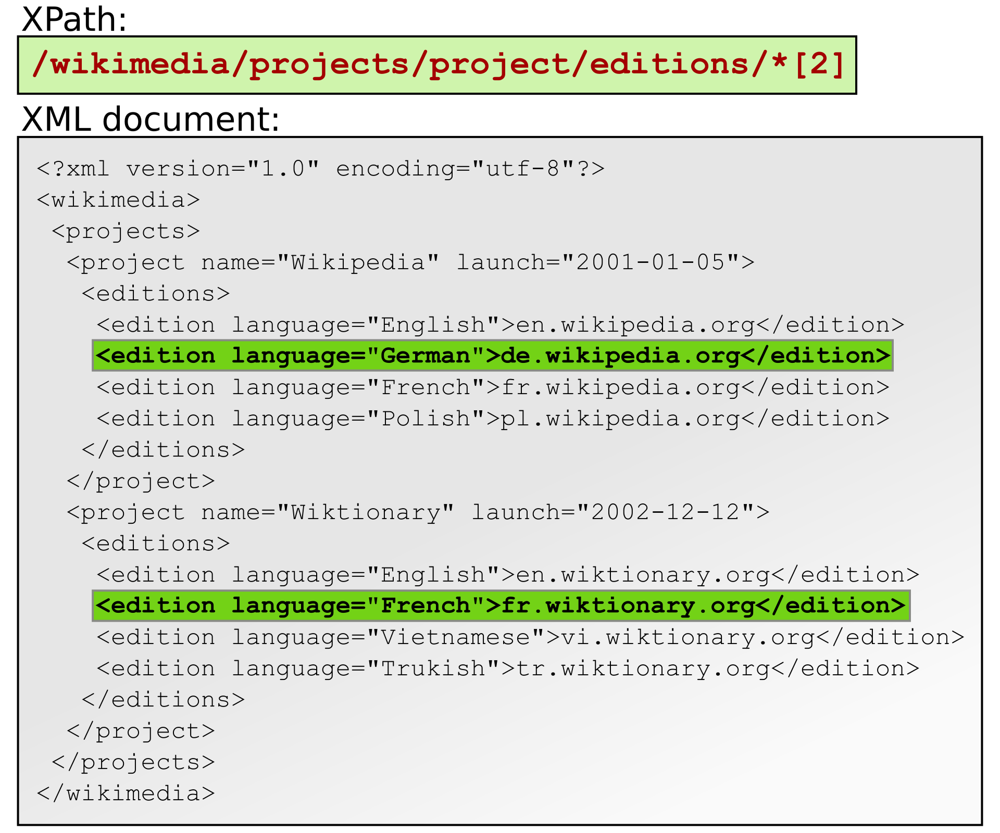 XPath:
/wikimedia/projects/project/editions/*[2]
XML document:
<?xml version="1.0" encoding="utf-8"?>
<wikimedia>
 <projects>
  <project name="Wikipedia" launch="2001-01-05">
   <editions>
    <edition language="English">en.wikipedia.org</edition>
    <edition language="German">de.wikipedia.org</edition>
    <edition language="French">fr.wikipedia.org</edition>
    <edition language="Polish">pl.wikipedia.org</edition>
   </editions>
  </project>
  <project name="Wiktionary" launch="2002-12-12">
   <editions>
    <edition language="English">en.wiktionary.org</edition>
    <edition language="French">fr.wiktionary.org</edition>
    <edition language="Vietnamese">vi.wiktionary.org</edition>
    <edition language="Trukish">tr.wiktionary.org</edition>
   </editions>
  </project>
 </projects>
</wikimedia>